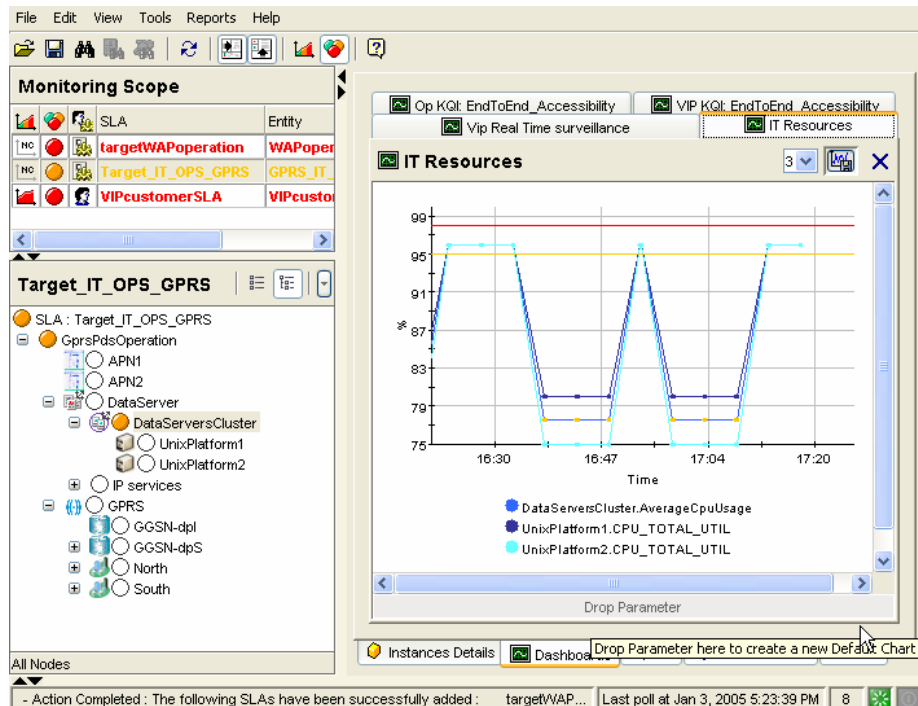 File Edit View Tools Reports Help
Monitoring Scope
SLA Entity
NC targetWAPoperation WAPoper
NC Target_IT_OPS_GPRS GPRS_IT_
VIPcustomerSLA VIPcusto
Target_IT_OPS_GPRS
SLA : Target_IT_OPS_GPRS
GprsPdsOperation
APN1
APN2
DataServer
DataServersCluster
UnixPlatform1
UnixPlatform2
IP services
GPRS
GGSN-dpl
GGSN-dpS
North
South
All Nodes
Op KQI: EndToEnd_Accessibility VIP KQI: EndToEnd_Accessibility
Vip Real Time surveillance IT Resources
IT Resources 3
99
95
91
87
83
79
75
%
16:30 16:47 17:04 17:20
Time
DataServersCluster.AverageCpuUsage
UnixPlatform1.CPU_TOTAL_UTIL
UnixPlatform2.CPU_TOTAL_UTIL
Drop Parameter
Instances Details Dashboa
Drop Parameter here to create a new Default Chart
- Action Completed : The following SLAs have been successfully added : targetWAP... Last poll at Jan 3, 2005 5:23:39 PM 8